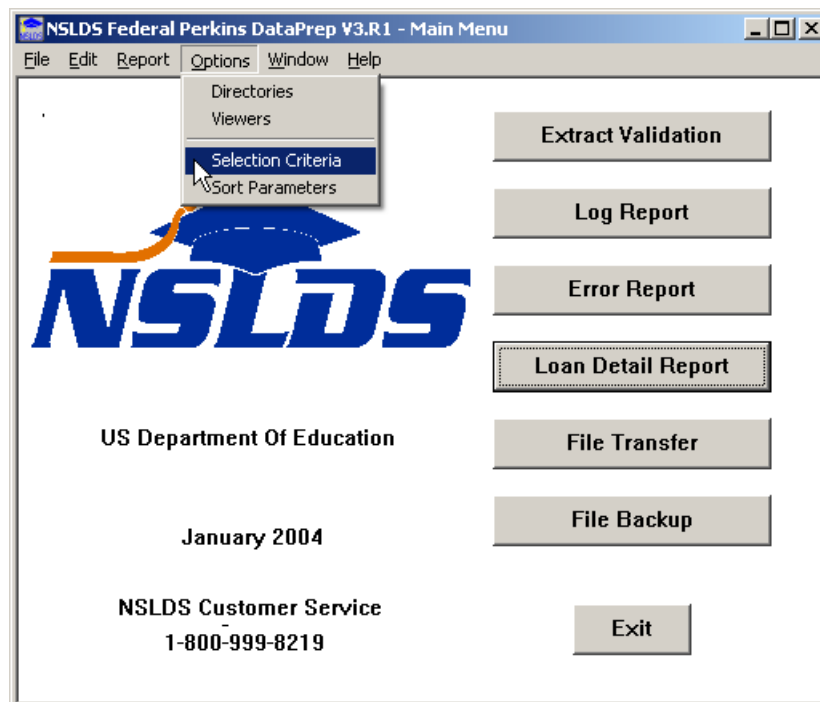 NSLDS Federal Perkins DataPrep V3.R1 - Main Menu
File Edit Report Options Window Help
Directories
Viewers
Selection Criteria
Sort Parameters
Extract Validation
Log Report
Error Report
Loan Detail Report
File Transfer
File Backup
Exit
NSLDS
US Department Of Education
January 2004
NSLDS Customer Service
1-800-999-8219